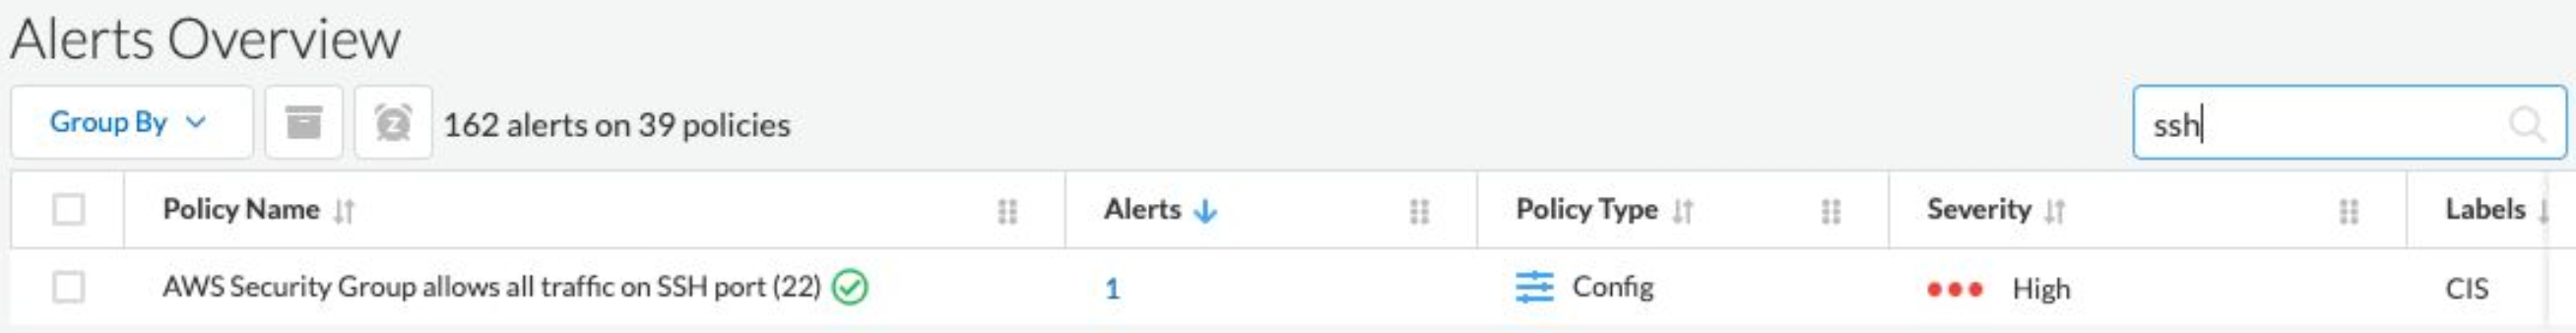 Alerts Overview
Group By 162 alerts on 39 policies ssh
Policy Name Alerts Policy Type Severity Labels
AWS Security Group allows all traffic on SSH port (22) 1 Config High CIS